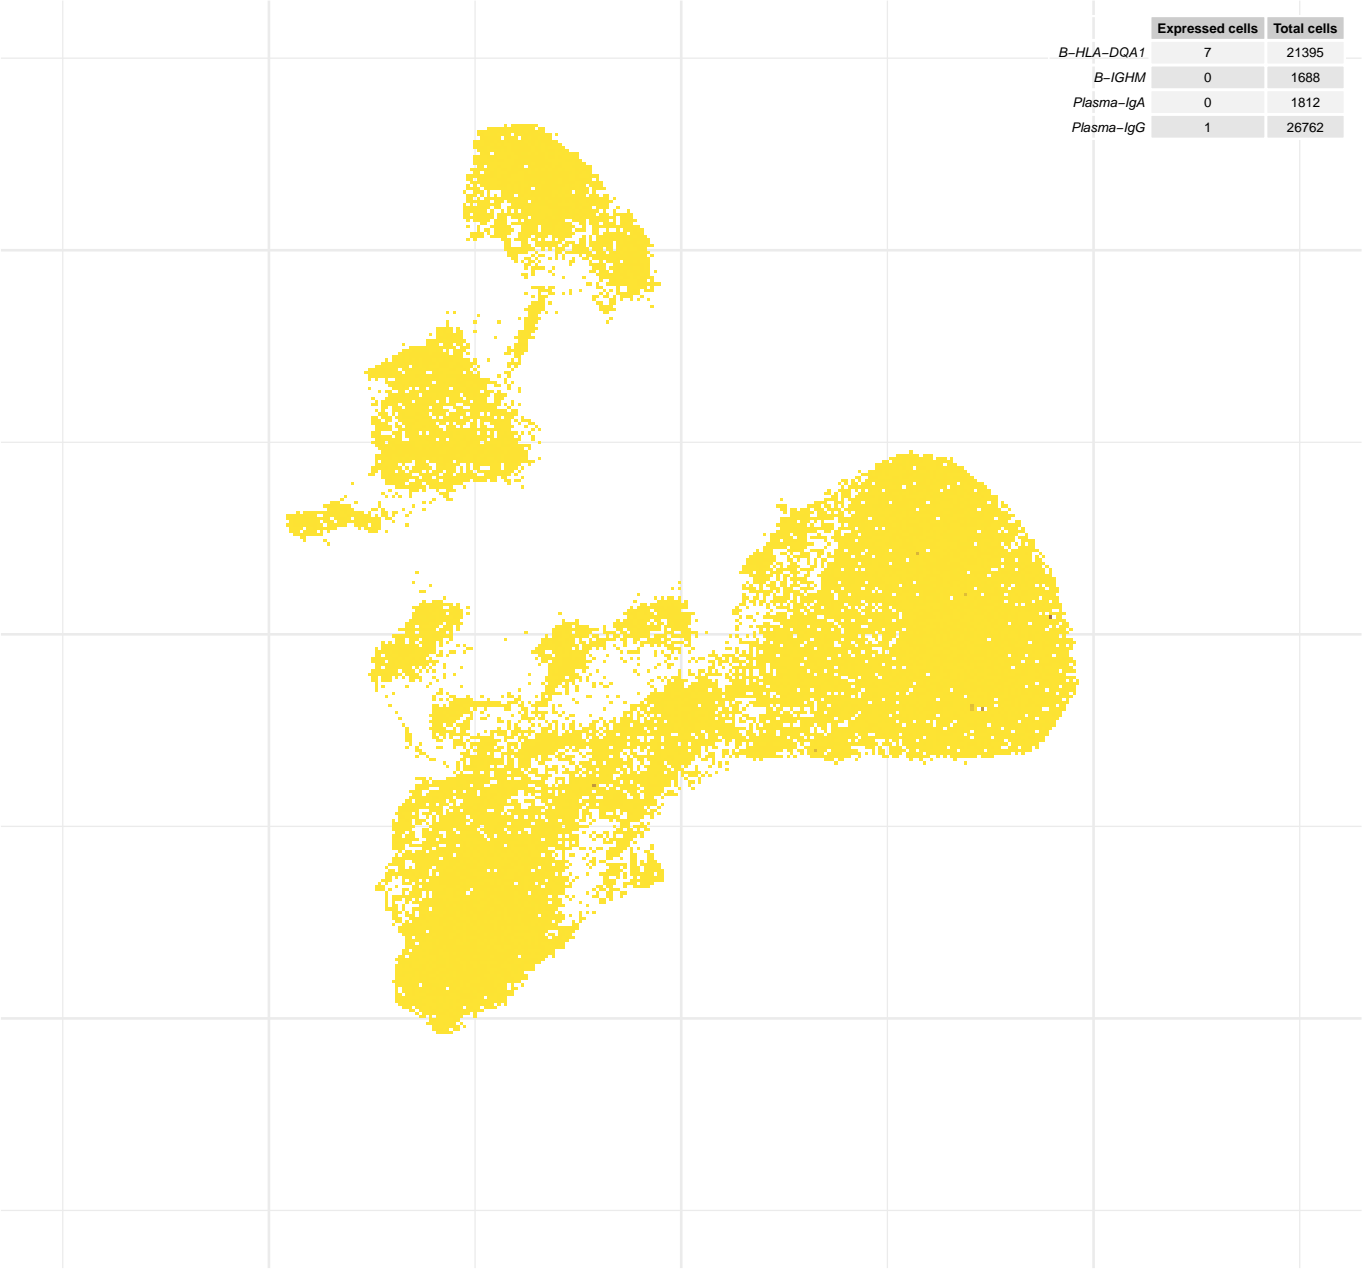 Expressed cells Total cells
B−HLA−DQA1 7 21395
B−IGHM 0 1688
Plasma−IgA 0 1812
Plasma−IgG 1 26762